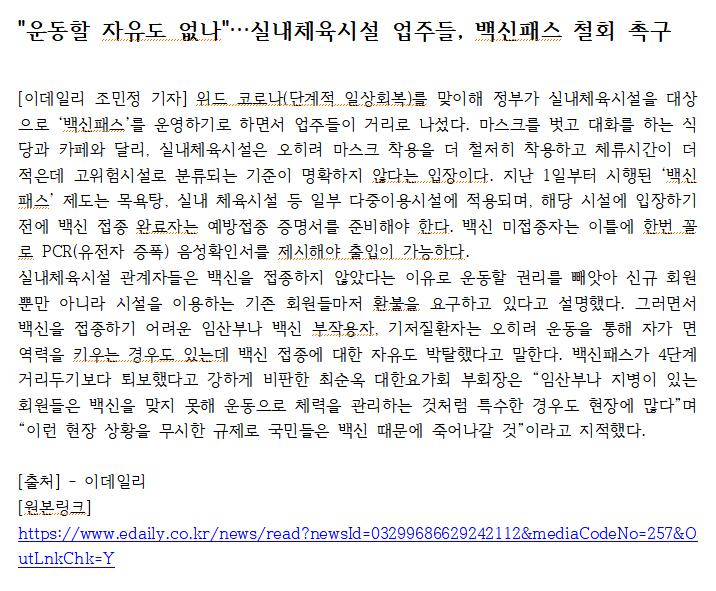 "운동할 자유도 없나"…실내체육시설 업주들, 백신패스 철회 촉구
[이데일리 조민정 기자] 위드 코로나(단계적 일상회복)를 맞이해 정부가 실내체육시설을 대상
으로 ‘백신패스’를 운영하기로 하면서 업주들이 거리로 나섰다. 마스크를 벗고 대화를 하는 식
당과 카페와 달리, 실내체육시설은 오히려 마스크 착용을 더 철저히 착용하고 체류시간이 더
적은데 고위험시설로 분류되는 기준이 명확하지 않다는 입장이다. 지난 1일부터 시행된 ‘백신
패스’ 제도는 목욕탕, 실내 체육시설 등 일부 다중이용시설에 적용되며, 해당 시설에 입장하기
전에 백신 접종 완료자는 예방접종 증명서를 준비해야 한다. 백신 미접종자는 이틀에 한번 꼴
로 PCR(유전자 증폭) 음성확인서를 제시해야 출입이 가능하다.
실내체육시설 관계자들은 백신을 접종하지 않았다는 이유로 운동할 권리를 빼앗아 신규 회원
뿐만 아니라 시설을 이용하는 기존 회원들마저 환불을 요구하고 있다고 설명했다. 그러면서
백신을 접종하기 어려운 임산부나 백신 부작용자, 기저질환자는 오히려 운동을 통해 자가 면
역력을 키우는 경우도 있는데 백신 접종에 대한 자유도 박탈했다고 말한다. 백신패스가 4단계
거리두기보다 퇴보했다고 강하게 비판한 최순옥 대한요가회 부회장은 “임산부나 지병이 있는
회원들은 백신을 맞지 못해 운동으로 체력을 관리하는 것처럼 특수한 경우도 현장에 많다”며
“이런 현장 상황을 무시한 규제로 국민들은 백신 때문에 죽어나갈 것”이라고 지적했다.
[출처] - 이데일리
[원본링크]
https://www.edaily.co.kr/news/read?newsId=03299686629242112&mediaCodeNo=257&O
utLnkChk=Y